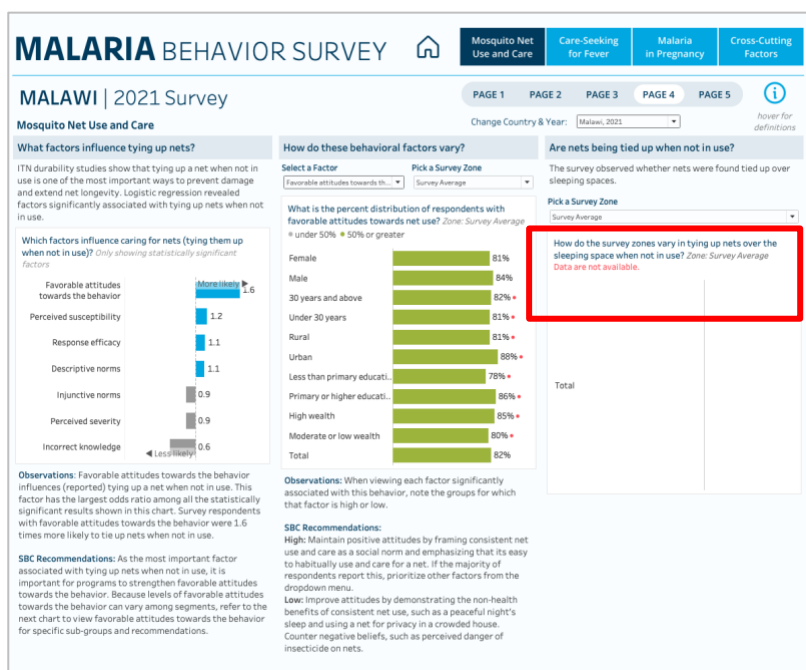 MALARIA BEHAVIOR SURVEY
Mosquito Net
Use and Care
Care-Seeking
for Fever
Malaria
in Pregnancy
Cross-Cutting
Factors
MALAWI | 2021 Survey
PAGE 1
PAGE 2
PAGE 3
PAGE 4
PAGE 5
i
hover for
definitions
Change Country & Year:
Malawi, 2021
Mosquito Net Use and Care
What factors influence tying up nets?
ITN durability studies show that tying up a net when not in
use is one of the most important ways to prevent damage
and extend net longevity. Logistic regression revealed
factors significantly associated with tying up nets when not
in use.
Which factors influence caring for nets (tying them up
when not in use)? Only showing statistically significant
factors
More likely
Favorable attitudes
towards the behavior
1.6
Perceived susceptibility
1.2
Response efficacy
1.1
Descriptive norms
1.1
Injunctive norms
0.9
Perceived severity
0.9
Incorrect knowledge
0.6
Less likely
Observations: Favorable attitudes towards the behavior
influences (reported) tying up a net when not in use. This
factor has the largest odds ratio among all the statistically
significant results shown in this chart. Survey respondents
with favorable attitudes towards the behavior were 1.6
times more likely to tie up nets when not in use.
SBC Recommendations: As the most important factor
associated with tying up nets when not in use, it is
important for programs to strengthen favorable attitudes
towards the behavior. Because levels of favorable attitudes
towards the behavior can vary among segments, refer to the
next chart to view favorable attitudes towards the behavior
for specific sub-groups and recommendations.
How do these behavioral factors vary?
Select a Factor
Pick a Survey Zone
Favorable attitudes towards th...
Survey Average
What is the percent distribution of respondents with
favorable attitudes towards net use? Zone: Survey Average
under 50% 50% or greater
Female
81%
Male
84%
30 years and above
82%
Under 30 years
81%
Rural
81%
Urban
88%
Less than primary educati..
78%
Primary or higher educati..
86%
High wealth
85%
Moderate or low wealth
80%
Total
82%
Observations: When viewing each factor significantly
associated with this behavior, note the groups for which
that factor is high or low.
SBC Recommendations:
High: Maintain positive attitudes by framing consistent net
use and care as a social norm and emphasizing that its easy
to habitually use and care for a net. If the majority of
respondents report this, prioritize other factors from the
dropdown menu.
Low: Improve attitudes by demonstrating the non-health
benefits of consistent net use, such as a peaceful night's
sleep and using a net for privacy in a crowded house.
Counter negative beliefs, such as perceived danger of
insecticide on nets.
Are nets being tied up when not in use?
The survey observed whether nets were found tied up over
sleeping spaces.
Pick a Survey Zone
Survey Average
How do the survey zones vary in tying up nets over the
sleeping space when not in use? Zone: Survey Average
Data are not available.
Total